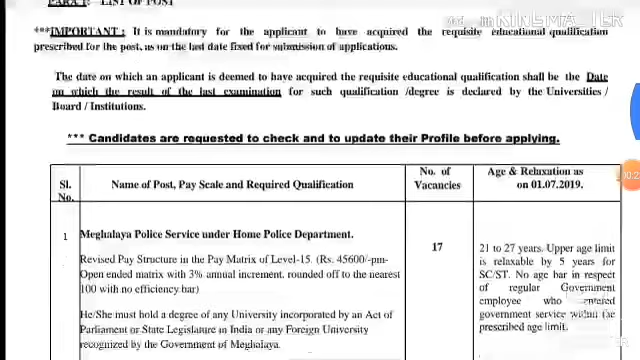 PARA I: LIST OF POST
KINEMASTER
***IMPORTANT : It is mandatory for the applicant to have acquired the requisite educational qualification
prescribed for the post, as on the last date fixed for submission of applications.
The date on which an applicant is deemed to have acquired the requisite educational qualification shall be the Date
on which the result of the last examination for such qualification /degree is declared by the Universities /
Board / Institutions.
*** Candidates are requested to check and to update their Profile before applying.
Sl. No.
Name of Post, Pay Scale and Required Qualification
No. of
Vacancies
Age & Relaxation as
on 01.07.2019.
1
Meghalaya Police Service under Home Police Department.
Revised Pay Structure in the Pay Matrix of Level-15. (Rs. 45600/-pm-
Open ended matrix with 3% annual increment, rounded off to the nearest
100 with no efficiency bar)
He/She must hold a degree of any University incorporated by an Act of
Parliament or State Legislature in India or any Foreign University
recognized by the Government of Meghalaya.
17
21 to 27 years. Upper age limit
is relaxable by 5 years for
SC/ST. No age bar in respect
of regular Government
employee who entered
government service within the
prescribed age limit.